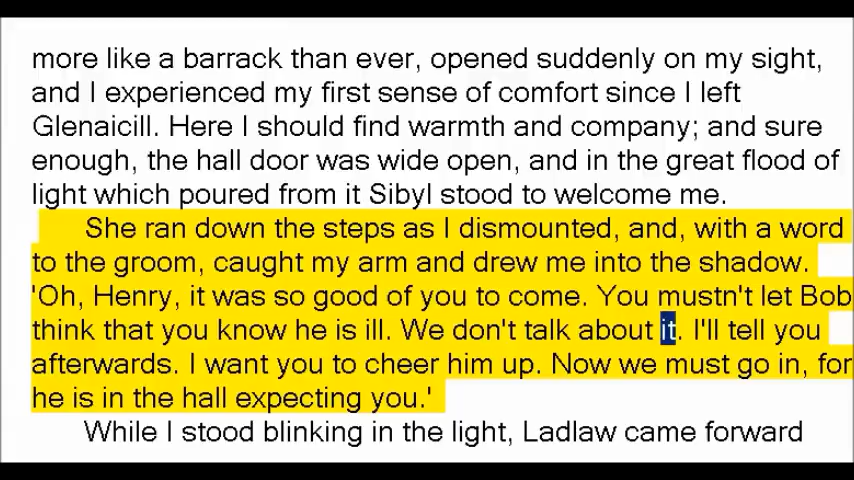 more like a barrack than ever, opened suddenly on my sight,
and I experienced my first sense of comfort since I left
Glenaicill. Here I should find warmth and company; and sure
enough, the hall door was wide open, and in the great flood of
light which poured from it Sibyl stood to welcome me.
She ran down the steps as I dismounted, and, with a word
to the groom, caught my arm and drew me into the shadow.
'Oh, Henry, it was so good of you to come. You mustn't let Bob
think that you know he is ill. We don't talk about it. I'll tell you
afterwards. I want you to cheer him up. Now we must go in, for
he is in the hall expecting you.'
While I stood blinking in the light, Ladlaw came forward